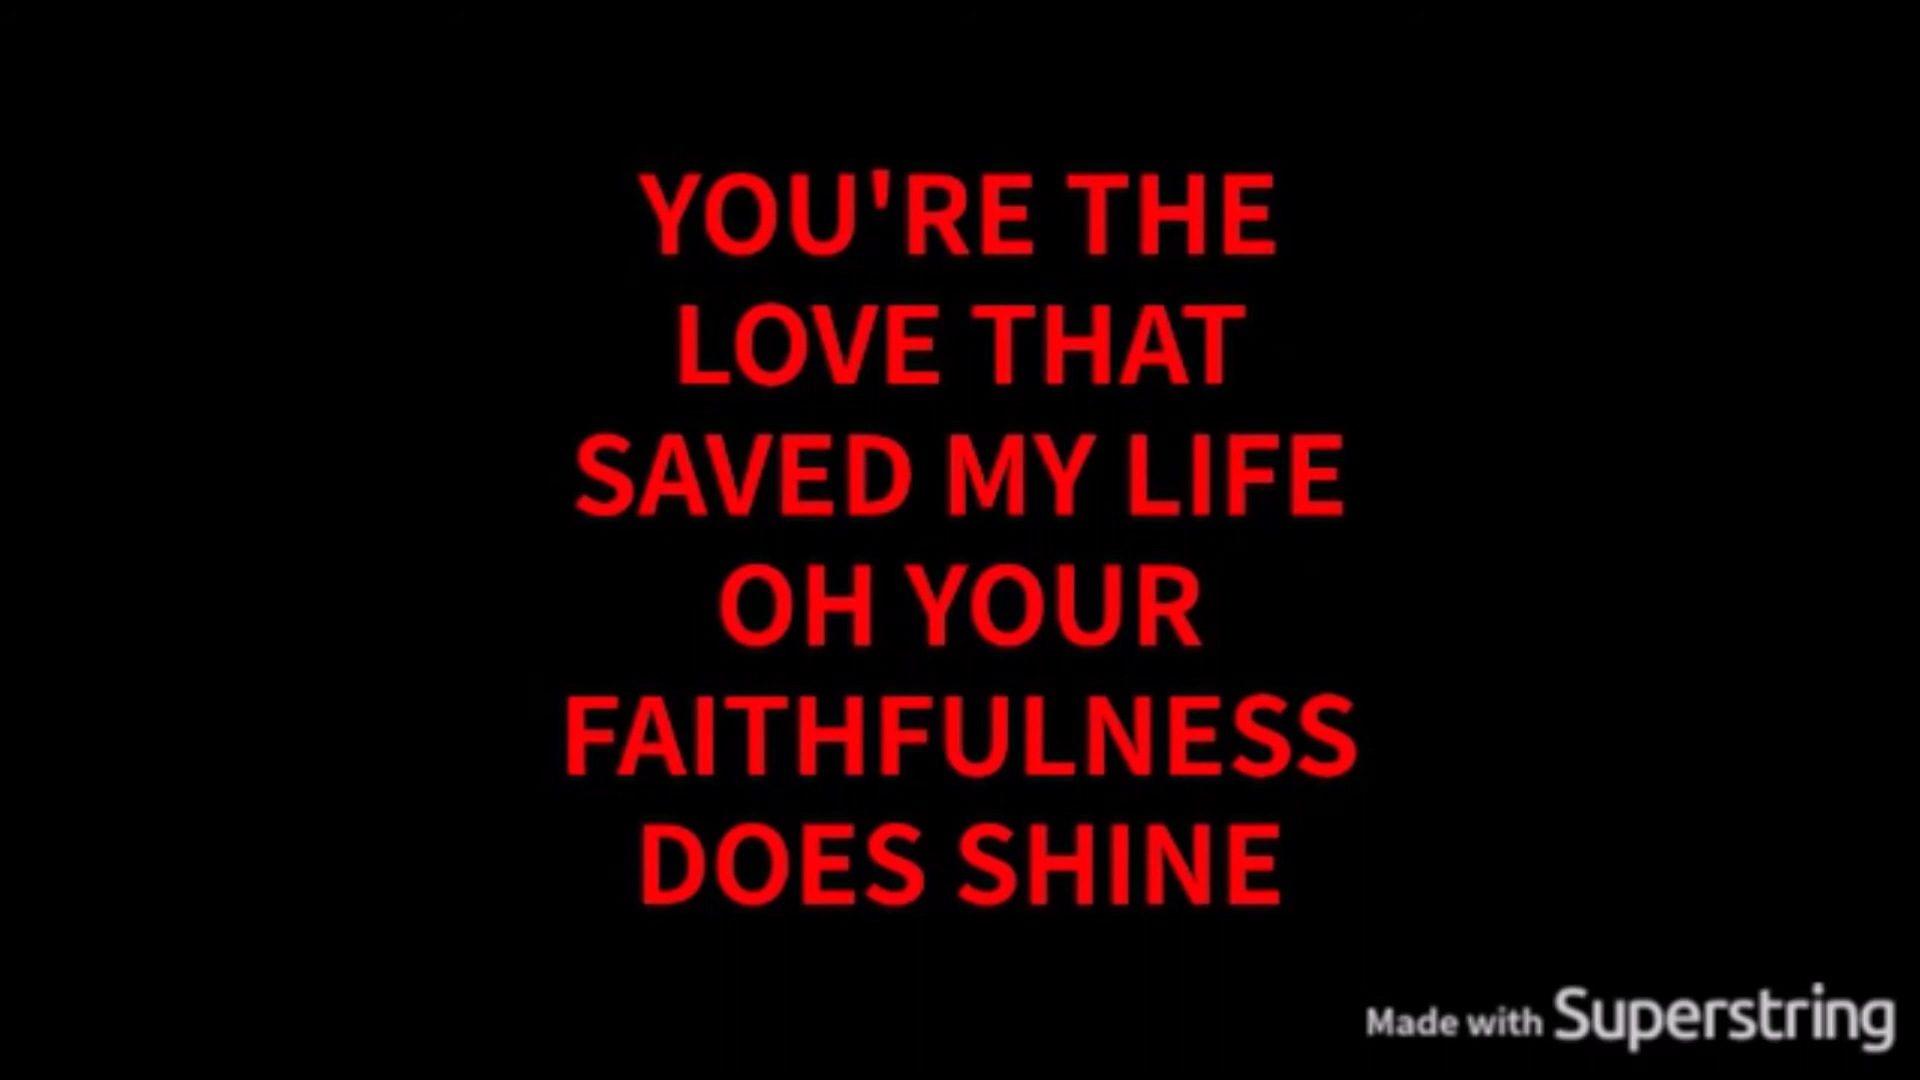 YOU'RE THE
LOVE THAT
SAVED MY LIFE
OH YOUR
FAITHFULNESS
DOES SHINE
Made with Superstring